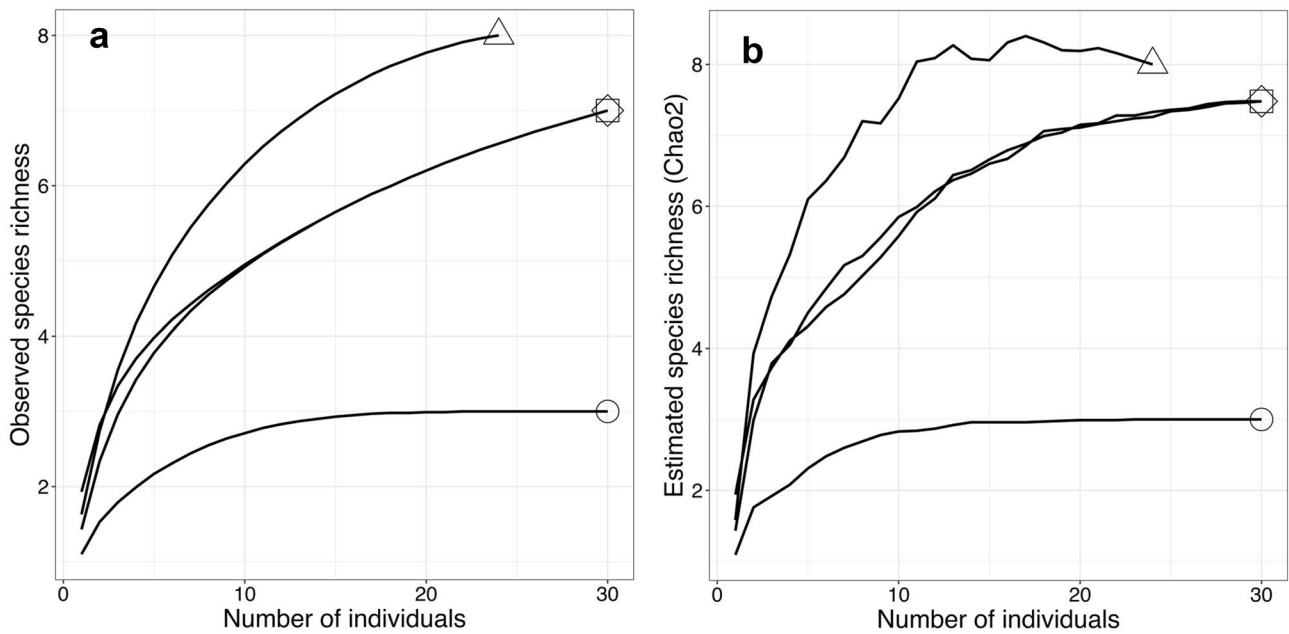 a
Observed species richness
8
6
4
2
0
10
20
30
Number of individuals
b
Estimated species richness (Chao2)
8
6
4
2
0
10
20
30
Number of individuals